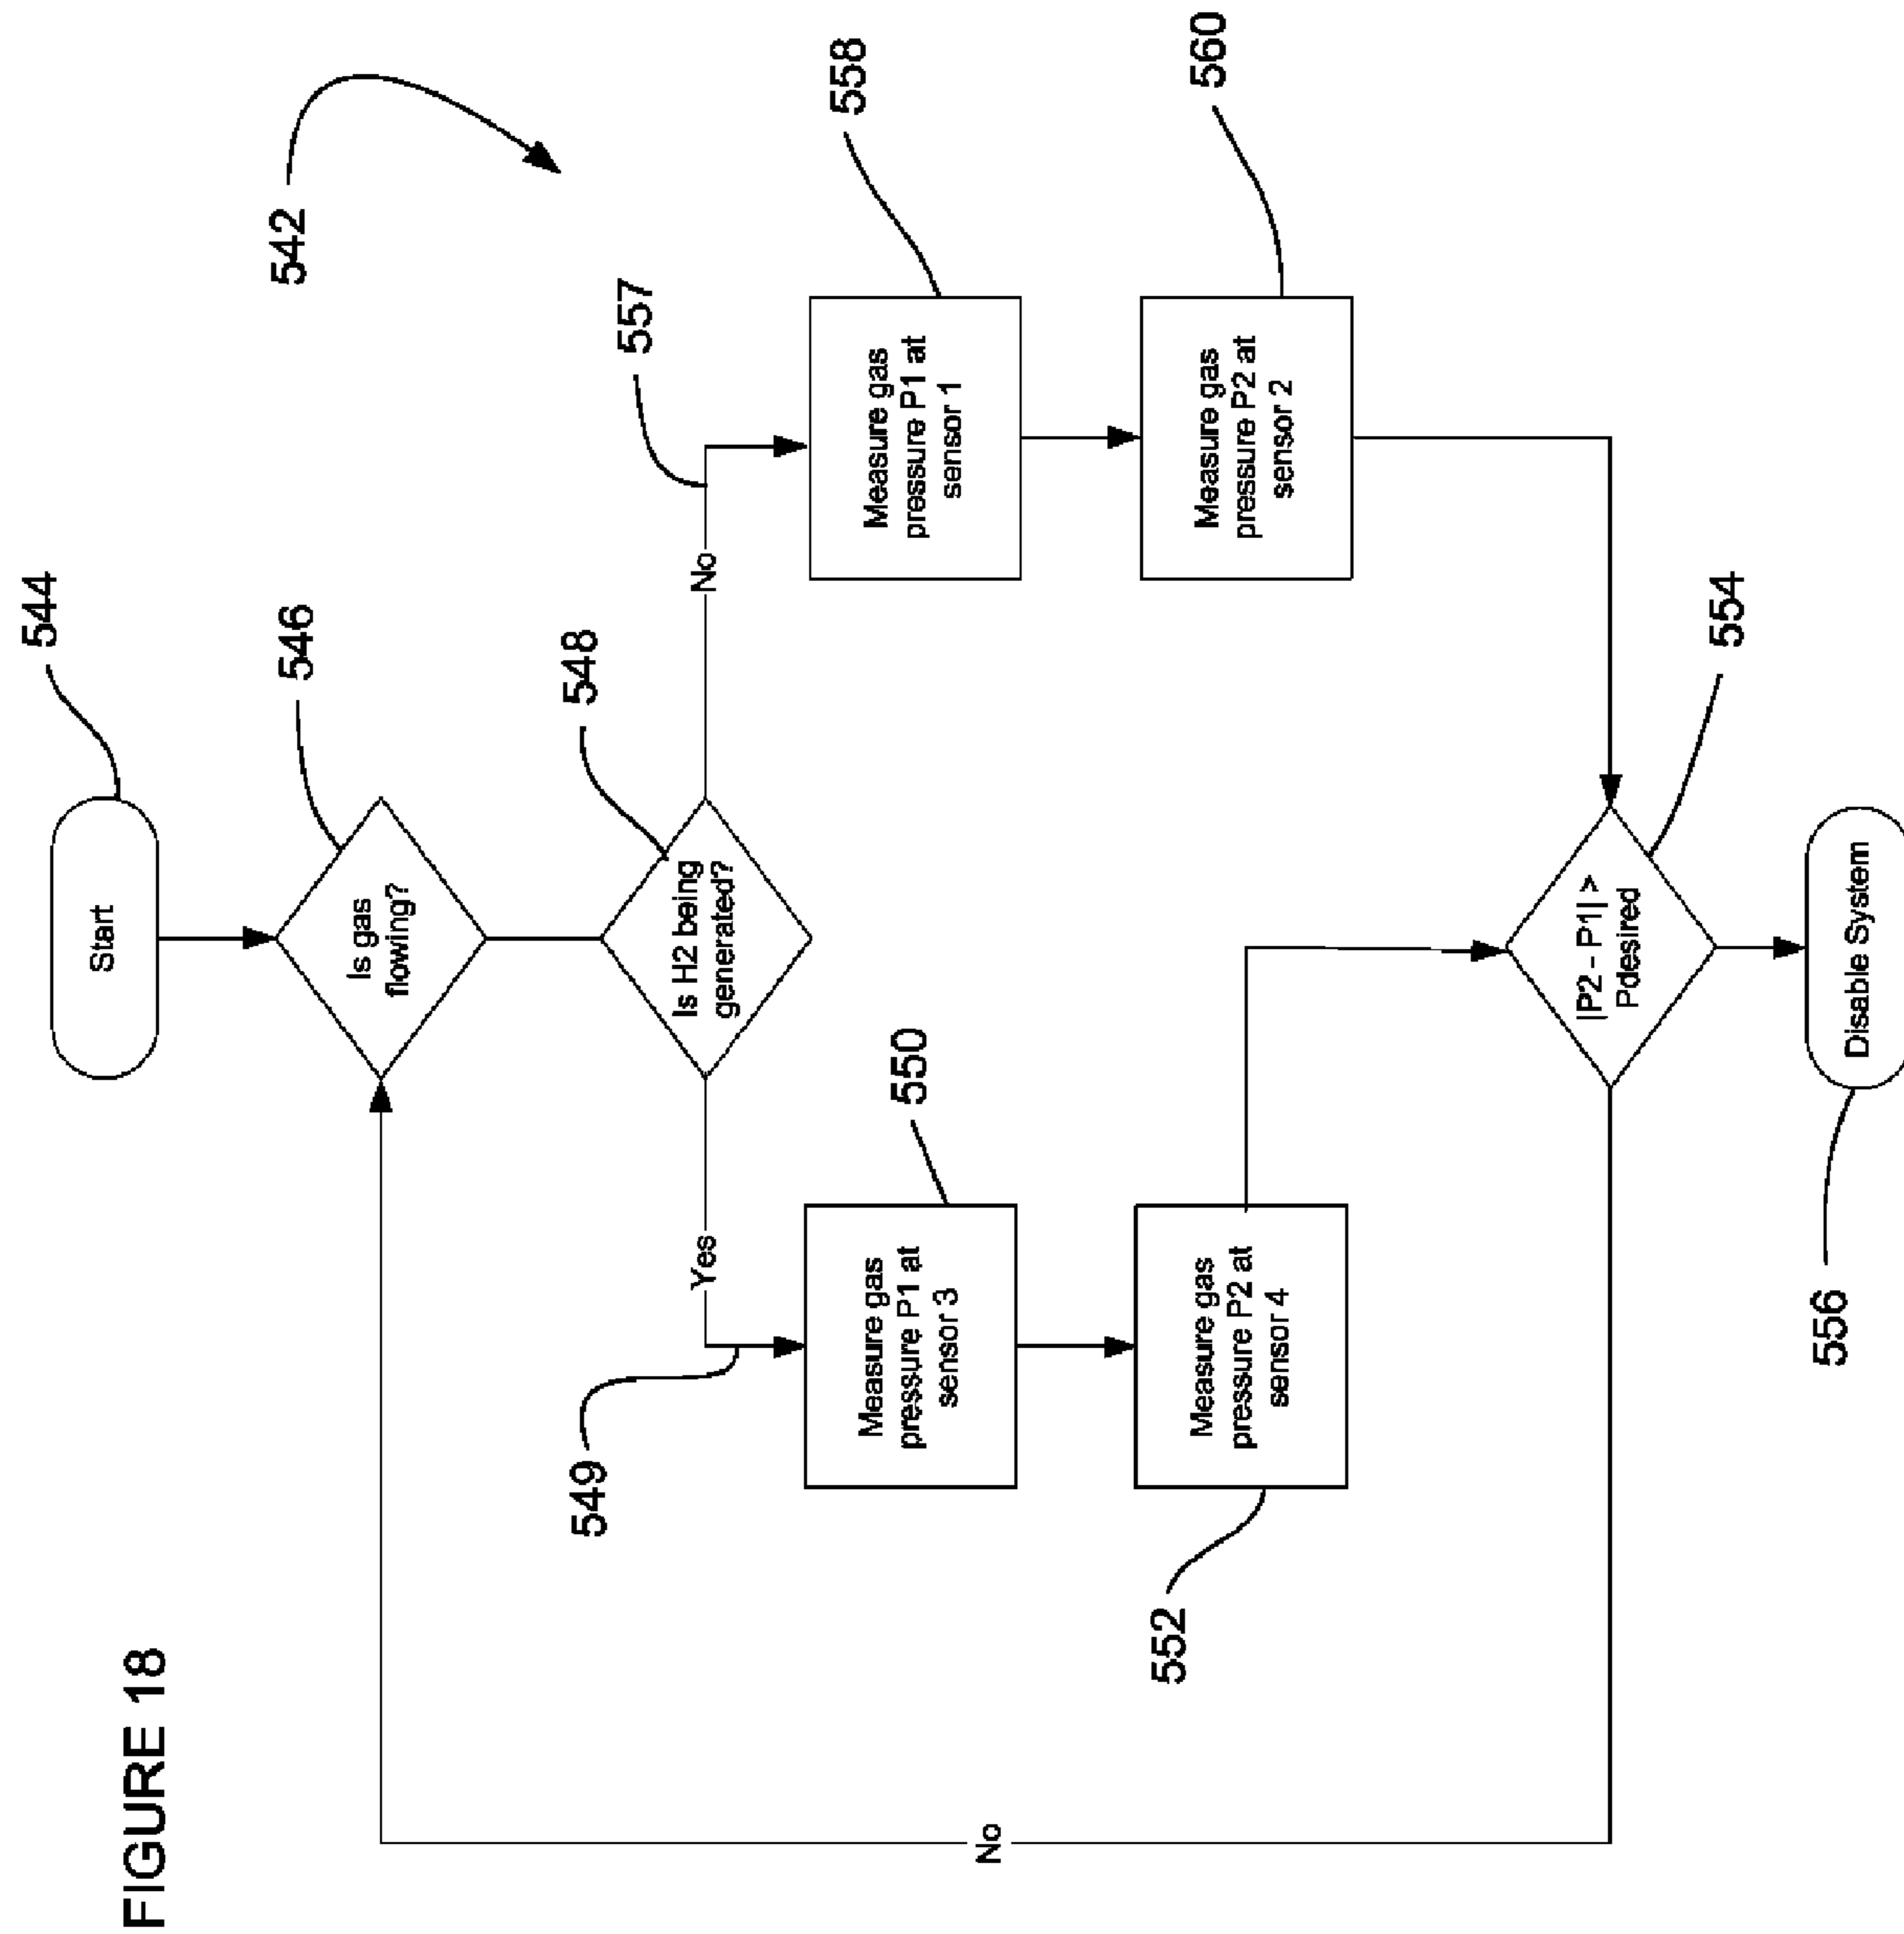 FIGURE 18
542
544
Start
546
Is gas
flowing?
548
Is H2 being
generated?
Yes
No
549
557
550
Measure gas
pressure P1 at
sensor 3
558
Measure gas
pressure P1 at
sensor 1
552
Measure gas
pressure P2 at
sensor 4
560
Measure gas
pressure P2 at
sensor 2
No
554
|P2 - P1| >
Pdesired
556
Disable System